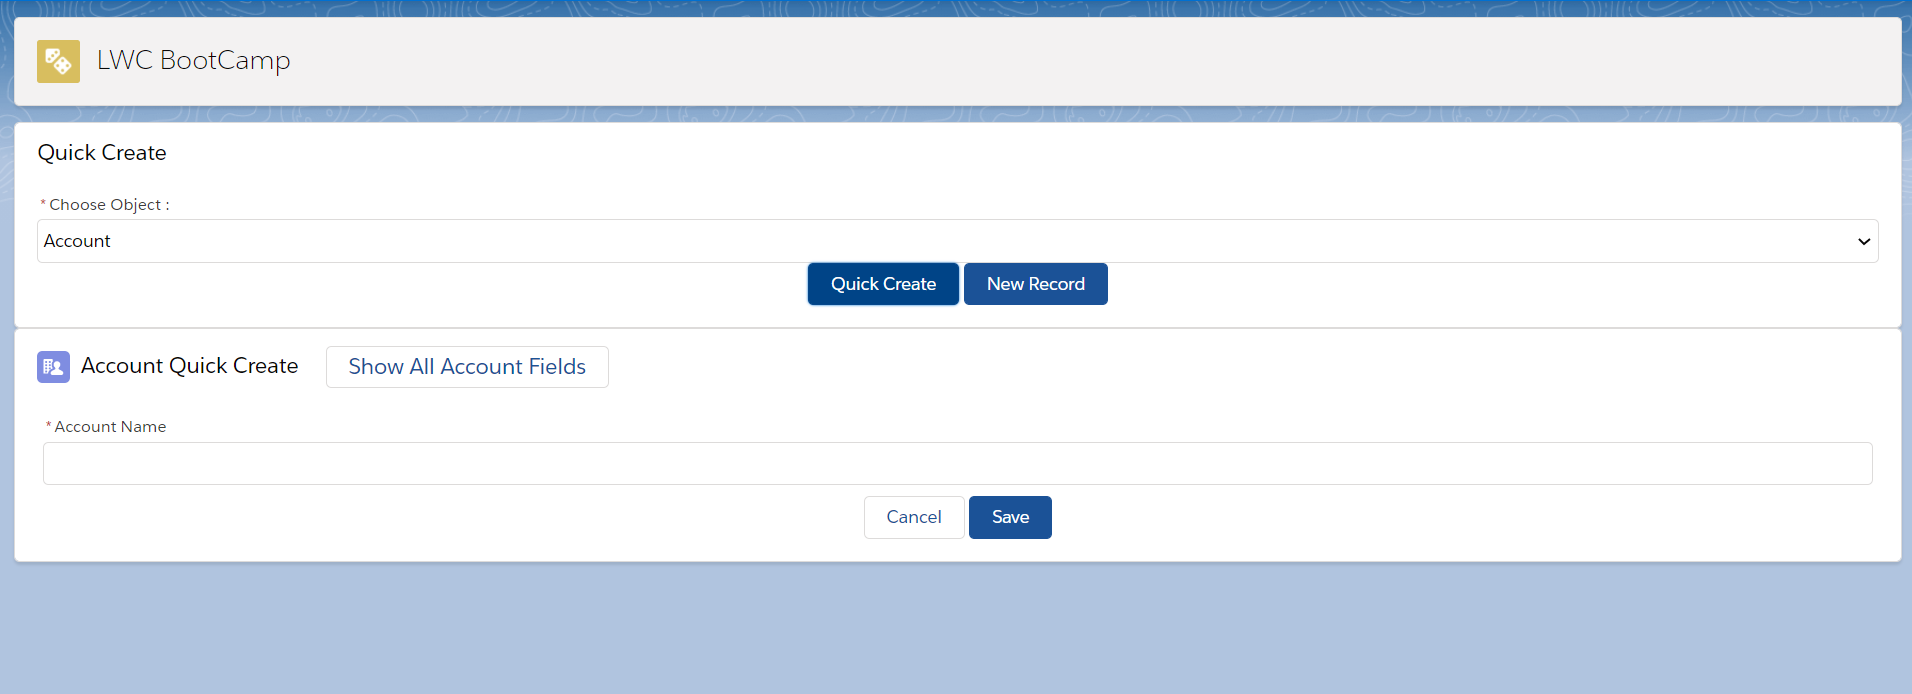 LWC BootCamp
Quick Create
*Choose Object :
Account
Quick Create New Record
Account Quick Create Show All Account Fields
*Account Name
Cancel Save